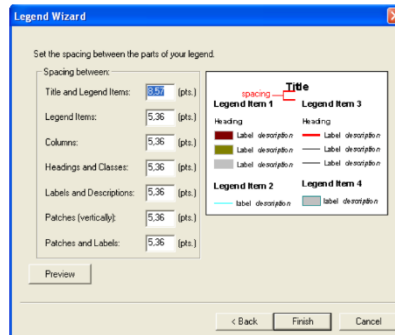 Legend Wizard
Set the spacing between the parts of your legend.
Spacing between:
Title and Legend Items: 8,57 (pts.)
Legend Items: 5,36 (pts.)
Columns: 5,36 (pts.)
Headings and Classes: 5,36 (pts.)
Labels and Descriptions: 5,36 (pts.)
Patches (vertically): 5,36 (pts.)
Patches and Labels: 5,36 (pts.)
Title
spacing
Legend Item 1 Legend Item 3
Heading Heading
Label description Label description
Label description Label description
Label description Label description
Legend Item 2 Legend Item 4
label description label description
Preview
< Back Finish Cancel